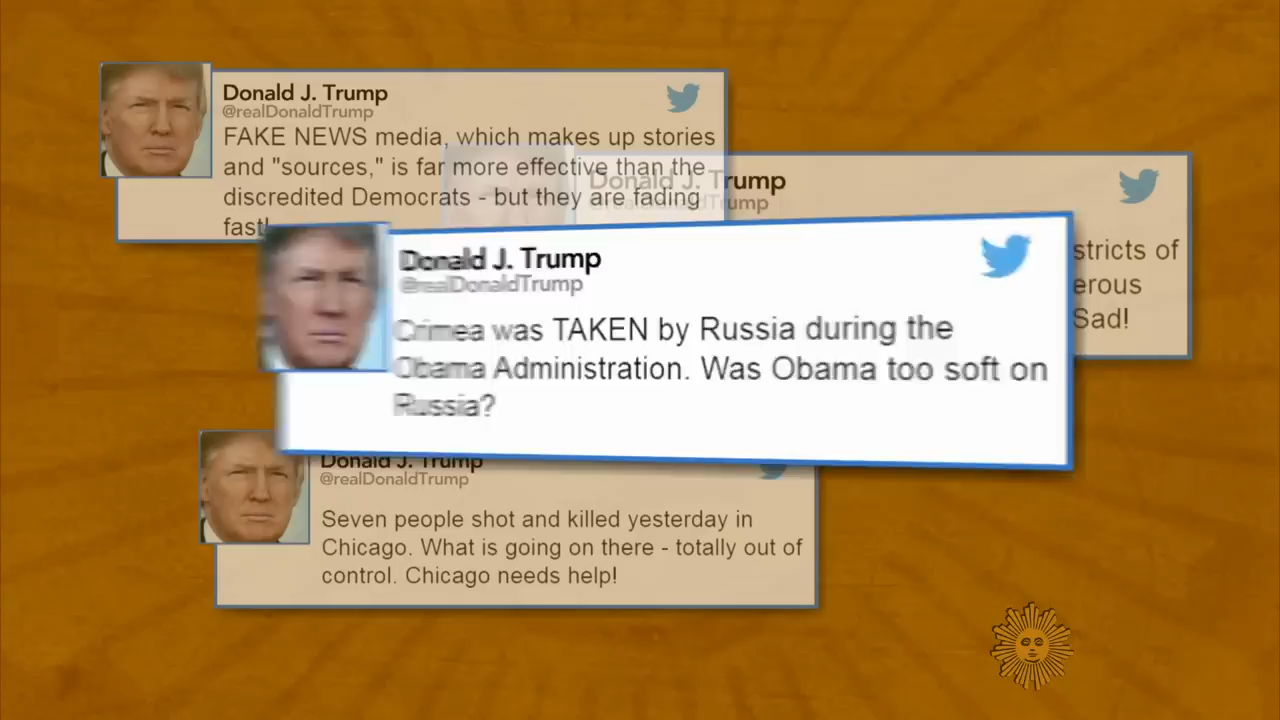 Donald J. Trump
@realDonaldTrump
FAKE NEWS media, which makes up stories
and "sources," is far more effective than the
discredited Democrats - but they are fading
fast!
Donald J. Trump
@realDonaldTrump
stricts of
erous
Sad!
Donald J. Trump
@realDonaldTrump
Crimea was TAKEN by Russia during the
Obama Administration. Was Obama too soft on
Russia?
Donald J. Trump
@realDonaldTrump
Seven people shot and killed yesterday in
Chicago. What is going on there - totally out of
control. Chicago needs help!